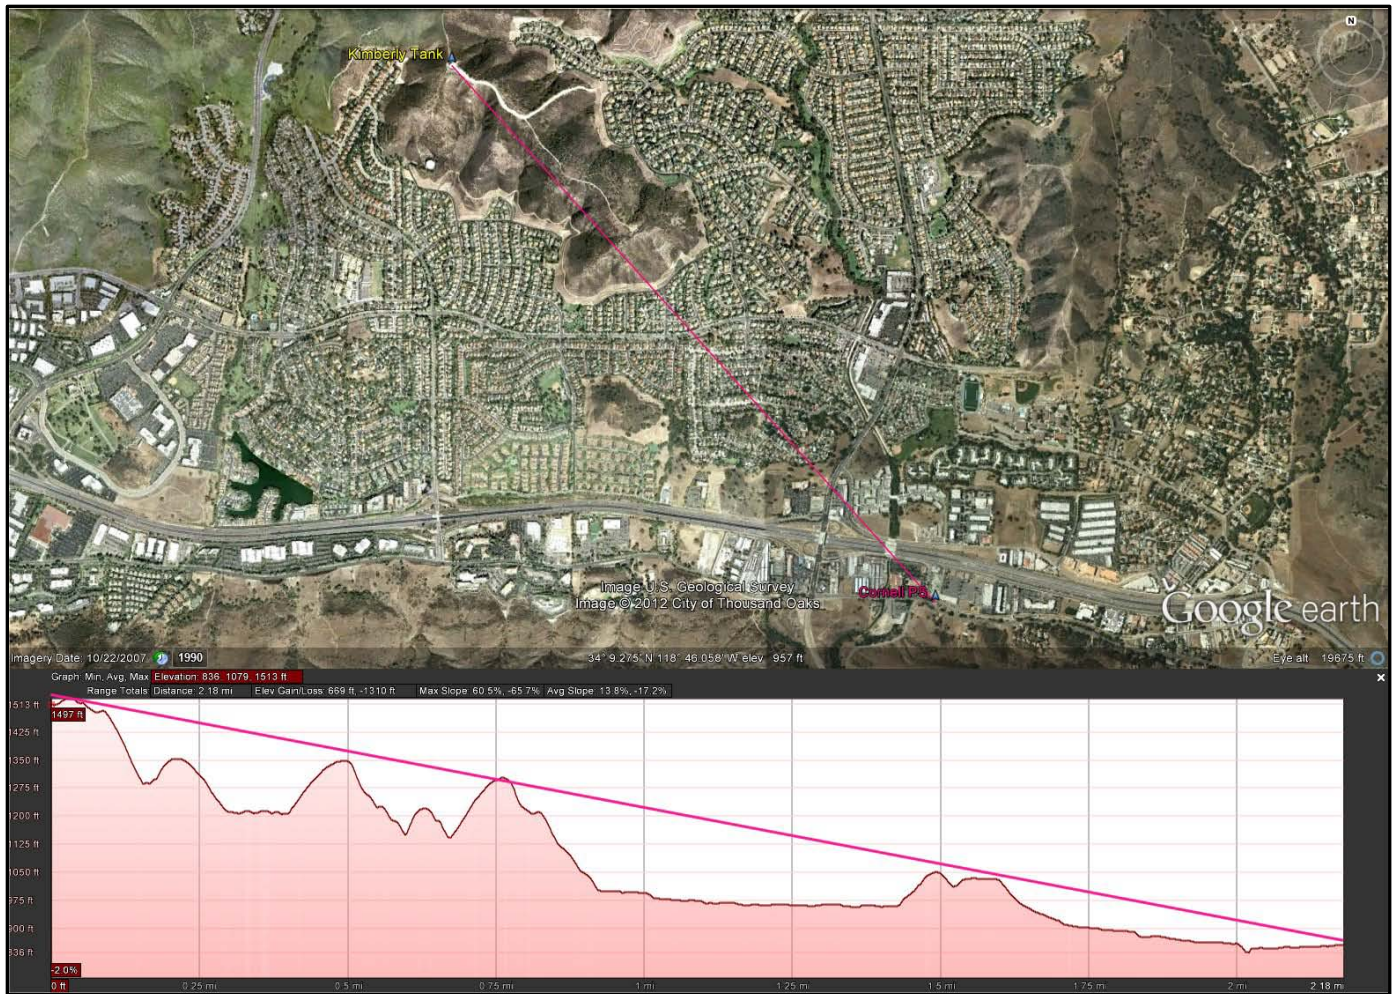 N
Kimberly Tank
Image U.S. Geological Survey
Image © 2012 City of Thousand Oaks
Cornell PS
Google earth
Imagery Date: 10/22/2007 1990 34° 9.275' N 118° 46.058' W elev 957 ft Eye alt 19675 ft
Graph: Min, Avg, Max Elevation: 836, 1079, 1513 ft
Range Totals: Distance: 2.18 mi Elev Gain/Loss: 669 ft, -1310 ft Max Slope: 60.5%, -65.7% Avg Slope: 13.8%, -17.2%
1513 ft
1497 ft
1425 ft
1350 ft
1275 ft
1200 ft
1125 ft
1050 ft
975 ft
900 ft
836 ft
-2.0%
0 ft 0.25 mi 0.5 mi 0.75 mi 1 mi 1.25 mi 1.5 mi 1.75 mi 2 mi 2.18 mi